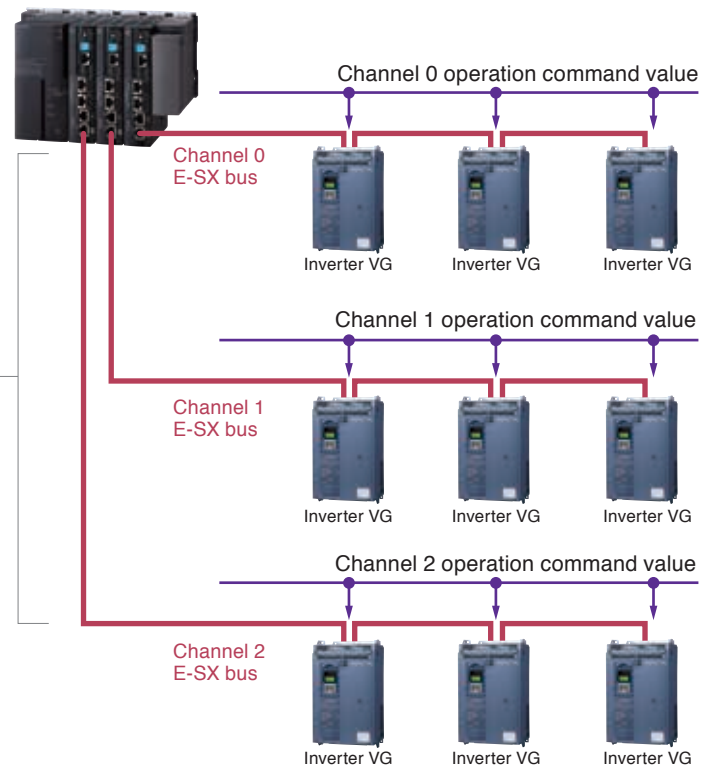 Channel 0 operation command value
Channel 0
E-SX bus
Inverter VG
Inverter VG
Inverter VG
Channel 1 operation command value
Channel 1
E-SX bus
Inverter VG
Inverter VG
Inverter VG
Channel 2 operation command value
Channel 2
E-SX bus
Inverter VG
Inverter VG
Inverter VG